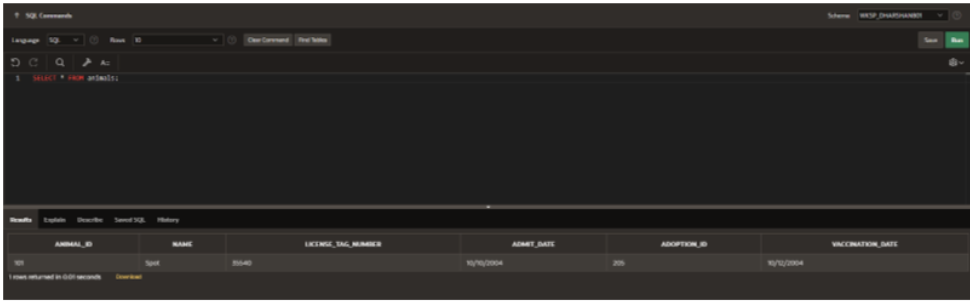 SQL Commands Schema WKSP_DHARSHANB01
Language SQL Rows 10 Clear Command Find Tables Save Run
A::
1 SELECT * FROM animals;
Results Explain Describe Saved SQL History
ANIMAL_ID NAME LICENSE_TAG_NUMBER ADMIT_DATE ADOPTION_ID VACCINATION_DATE
101 Spot 35540 10/10/2004 205 10/12/2004
1 rows returned in 0.01 seconds Download